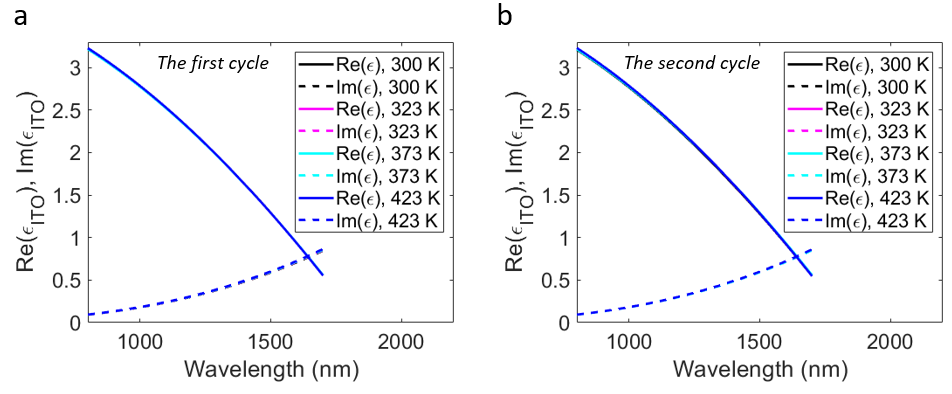 a
The first cycle
3
2.5
2
1.5
1
0.5
0
Re(ϵITO), Im(ϵITO)
Re(ϵ), 300 K
Im(ϵ), 300 K
Re(ϵ), 323 K
Im(ϵ), 323 K
Re(ϵ), 373 K
Im(ϵ), 373 K
Re(ϵ), 423 K
Im(ϵ), 423 K
1000 1500 2000
Wavelength (nm)
b
The second cycle
3
2.5
2
1.5
1
0.5
0
Re(ϵITO), Im(ϵITO)
Re(ϵ), 300 K
Im(ϵ), 300 K
Re(ϵ), 323 K
Im(ϵ), 323 K
Re(ϵ), 373 K
Im(ϵ), 373 K
Re(ϵ), 423 K
Im(ϵ), 423 K
1000 1500 2000
Wavelength (nm)